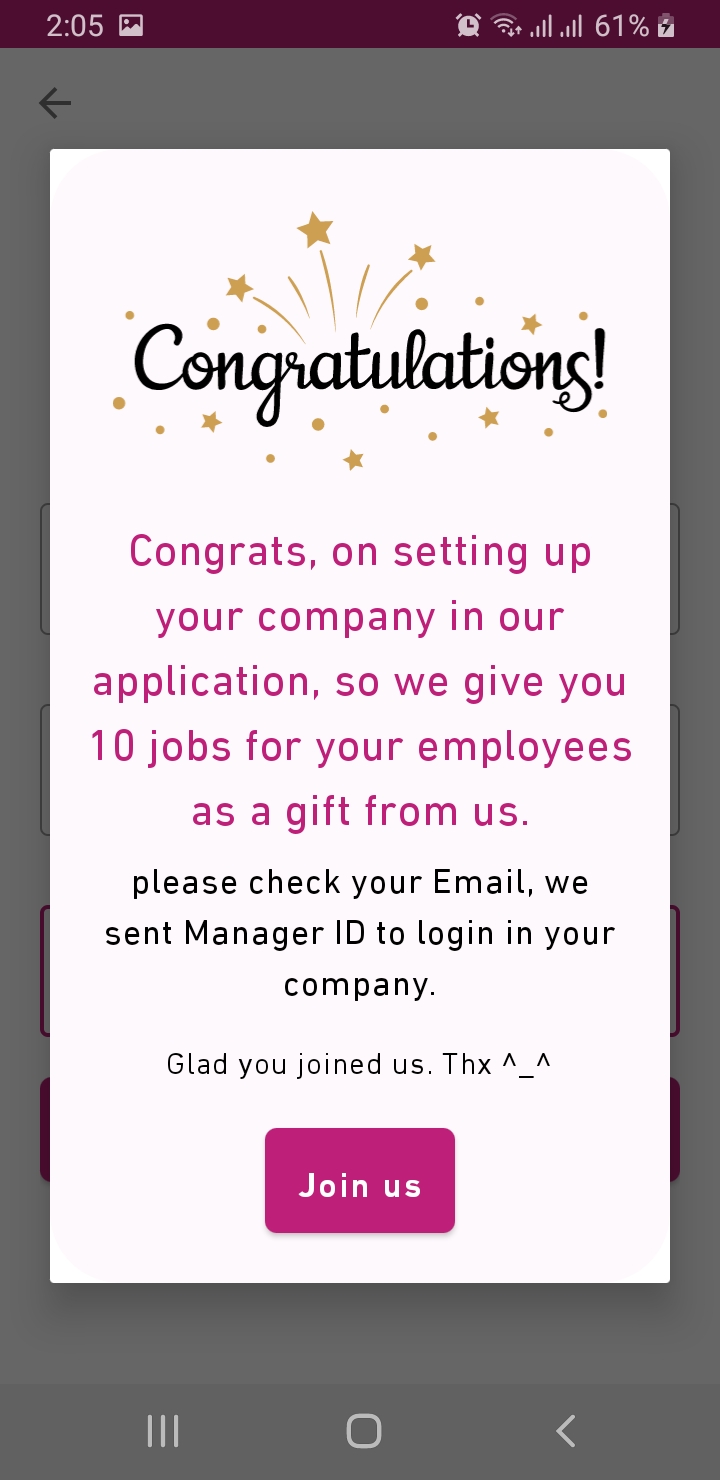 2:05 61%
Congratulations!
Congrats, on setting up
your company in our
application, so we give you
10 jobs for your employees
as a gift from us.
please check your Email, we
sent Manager ID to login in your
company.
Glad you joined us. Thx ^_^
Join us